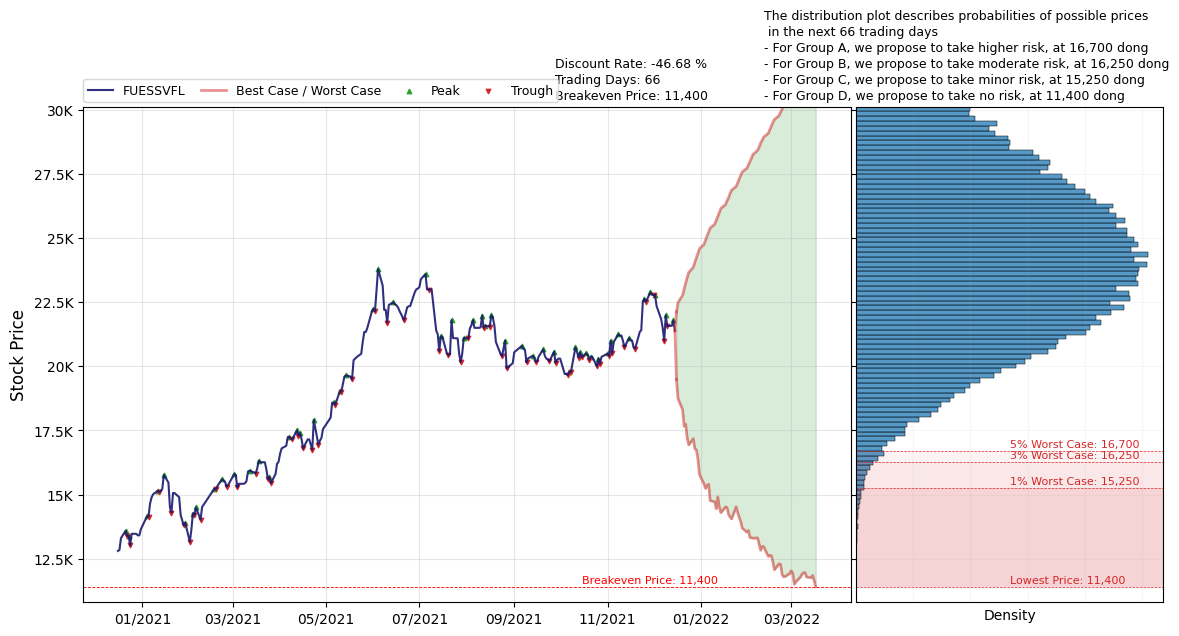 The distribution plot describes probabilities of possible prices
in the next 66 trading days
- For Group A, we propose to take higher risk, at 16,700 dong
- For Group B, we propose to take moderate risk, at 16,250 dong
- For Group C, we propose to take minor risk, at 15,250 dong
- For Group D, we propose to take no risk, at 11,400 dong
Discount Rate: -46.68 %
Trading Days: 66
Breakeven Price: 11,400
FUESSVFL
Best Case / Worst Case
Peak
Trough
Stock Price
30K
27.5K
25K
22.5K
20K
17.5K
15K
12.5K
Breakeven Price: 11,400
5% Worst Case: 16,700
3% Worst Case: 16,250
1% Worst Case: 15,250
Lowest Price: 11,400
01/2021
03/2021
05/2021
07/2021
09/2021
11/2021
01/2022
03/2022
Density